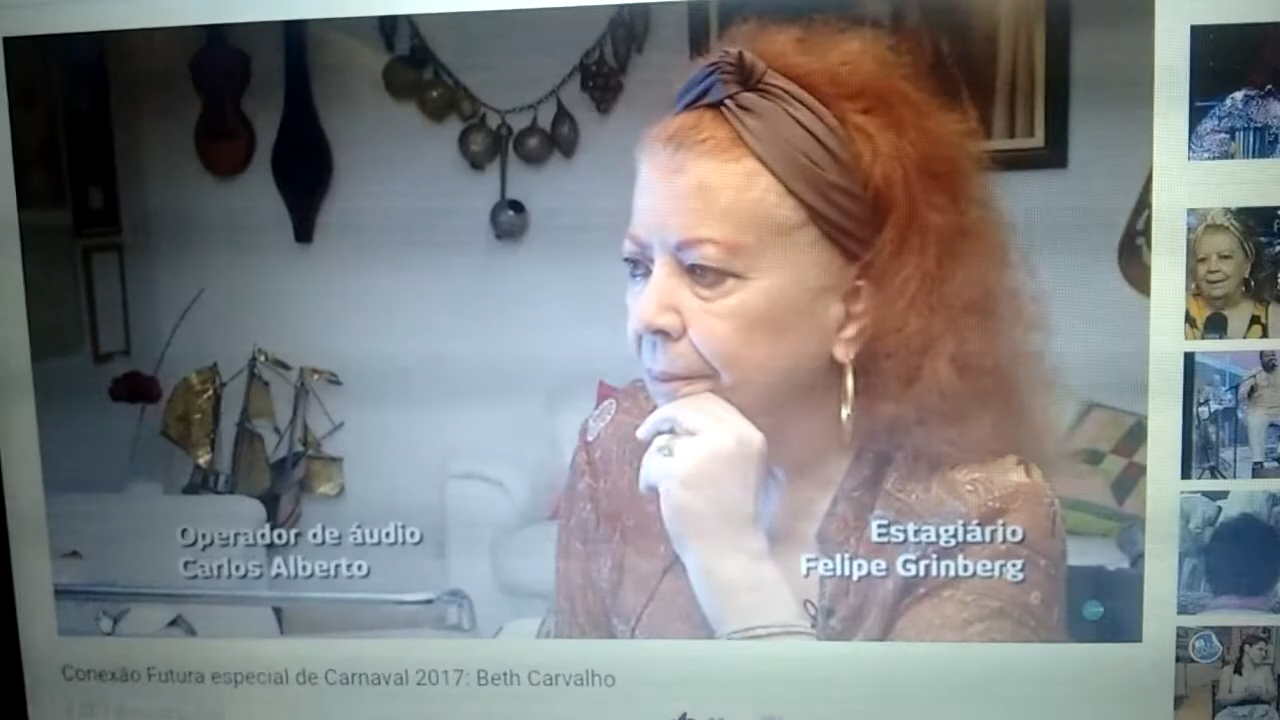 Operador de áudio
Carlos Alberto
Estagiário
Felipe Grinberg
Conexão Futura especial de Carnaval 2017: Beth Carvalho